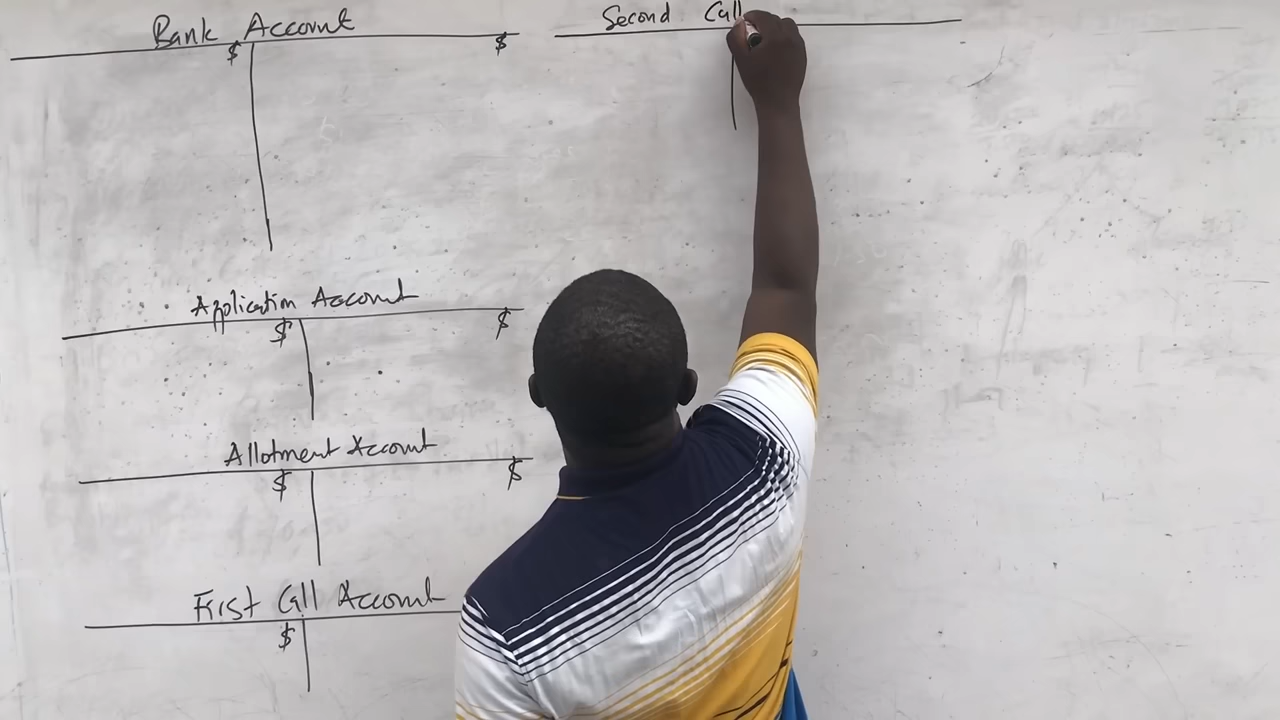 Bank Account
$ $
Application Account
$ $
Allotment Account
$ $
First Call Account
$
Second Call